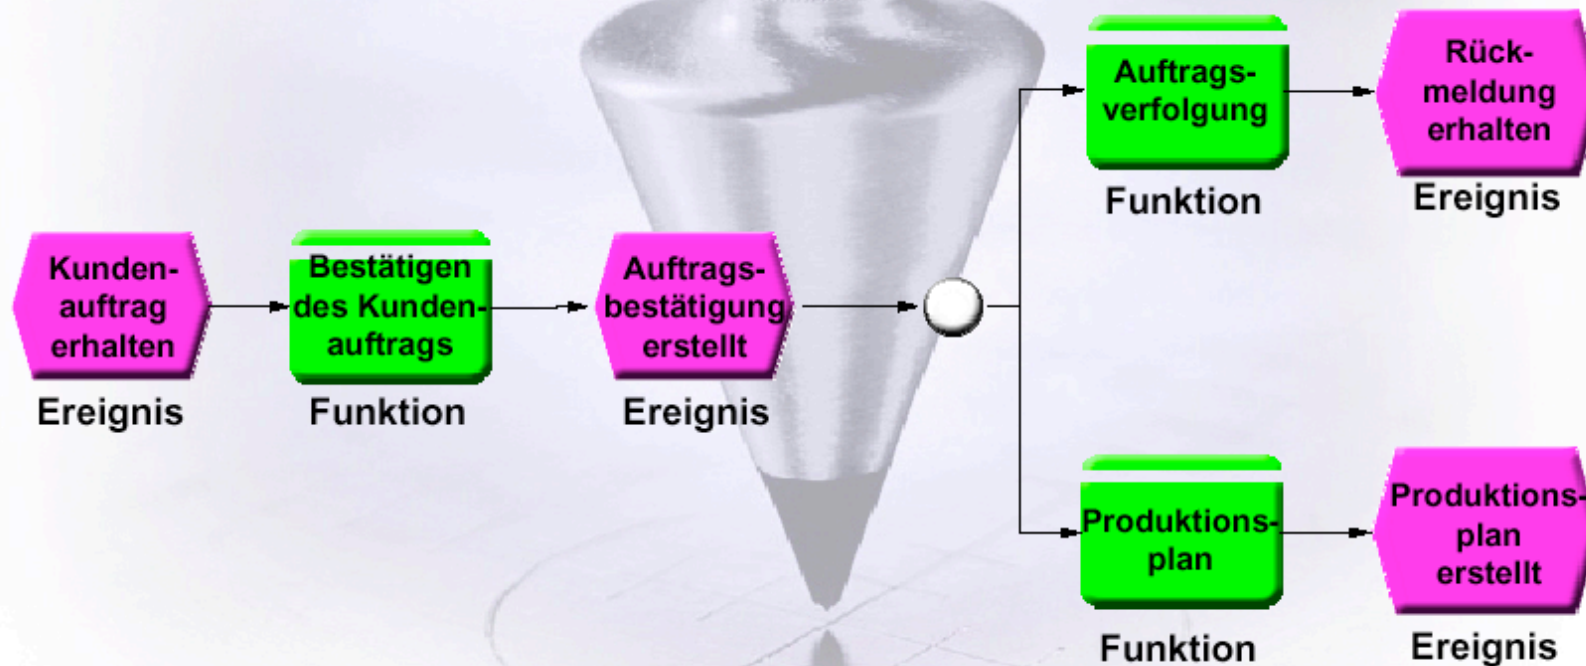 Kunden-
auftrag
erhalten
Ereignis
Bestätigen
des Kunden-
auftrags
Funktion
Auftrags-
bestätigung
erstellt
Ereignis
Auftrags-
verfolgung
Funktion
Rück-
meldung
erhalten
Ereignis
Produktions-
plan
Funktion
Produktions-
plan
erstellt
Ereignis